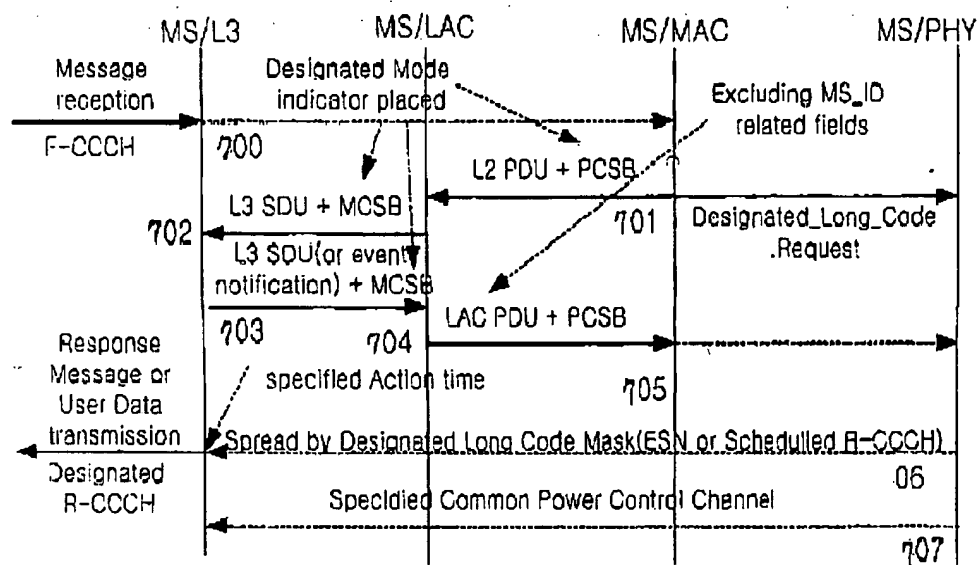 MS/L3 MS/LAC MS/MAC MS/PHY
Message
reception
F-CCCH
Designated Mode
indicator placed
Excluding MS_ID
related fields
700
L2 PDU + PCSB
L3 SDU + MCSB
701
Designated_Long_Code
.Request
702
L3 SDU(or event
notification) + MCSB
703
704
LAC PDU + PCSB
705
Response
Message or
User Data
transmission
specified Action time
Spread by Designated Long Code Mask(ESN or Schedulled R-CCCH)
Designated
R-CCCH
06
Specidied Common Power Control Channel
707